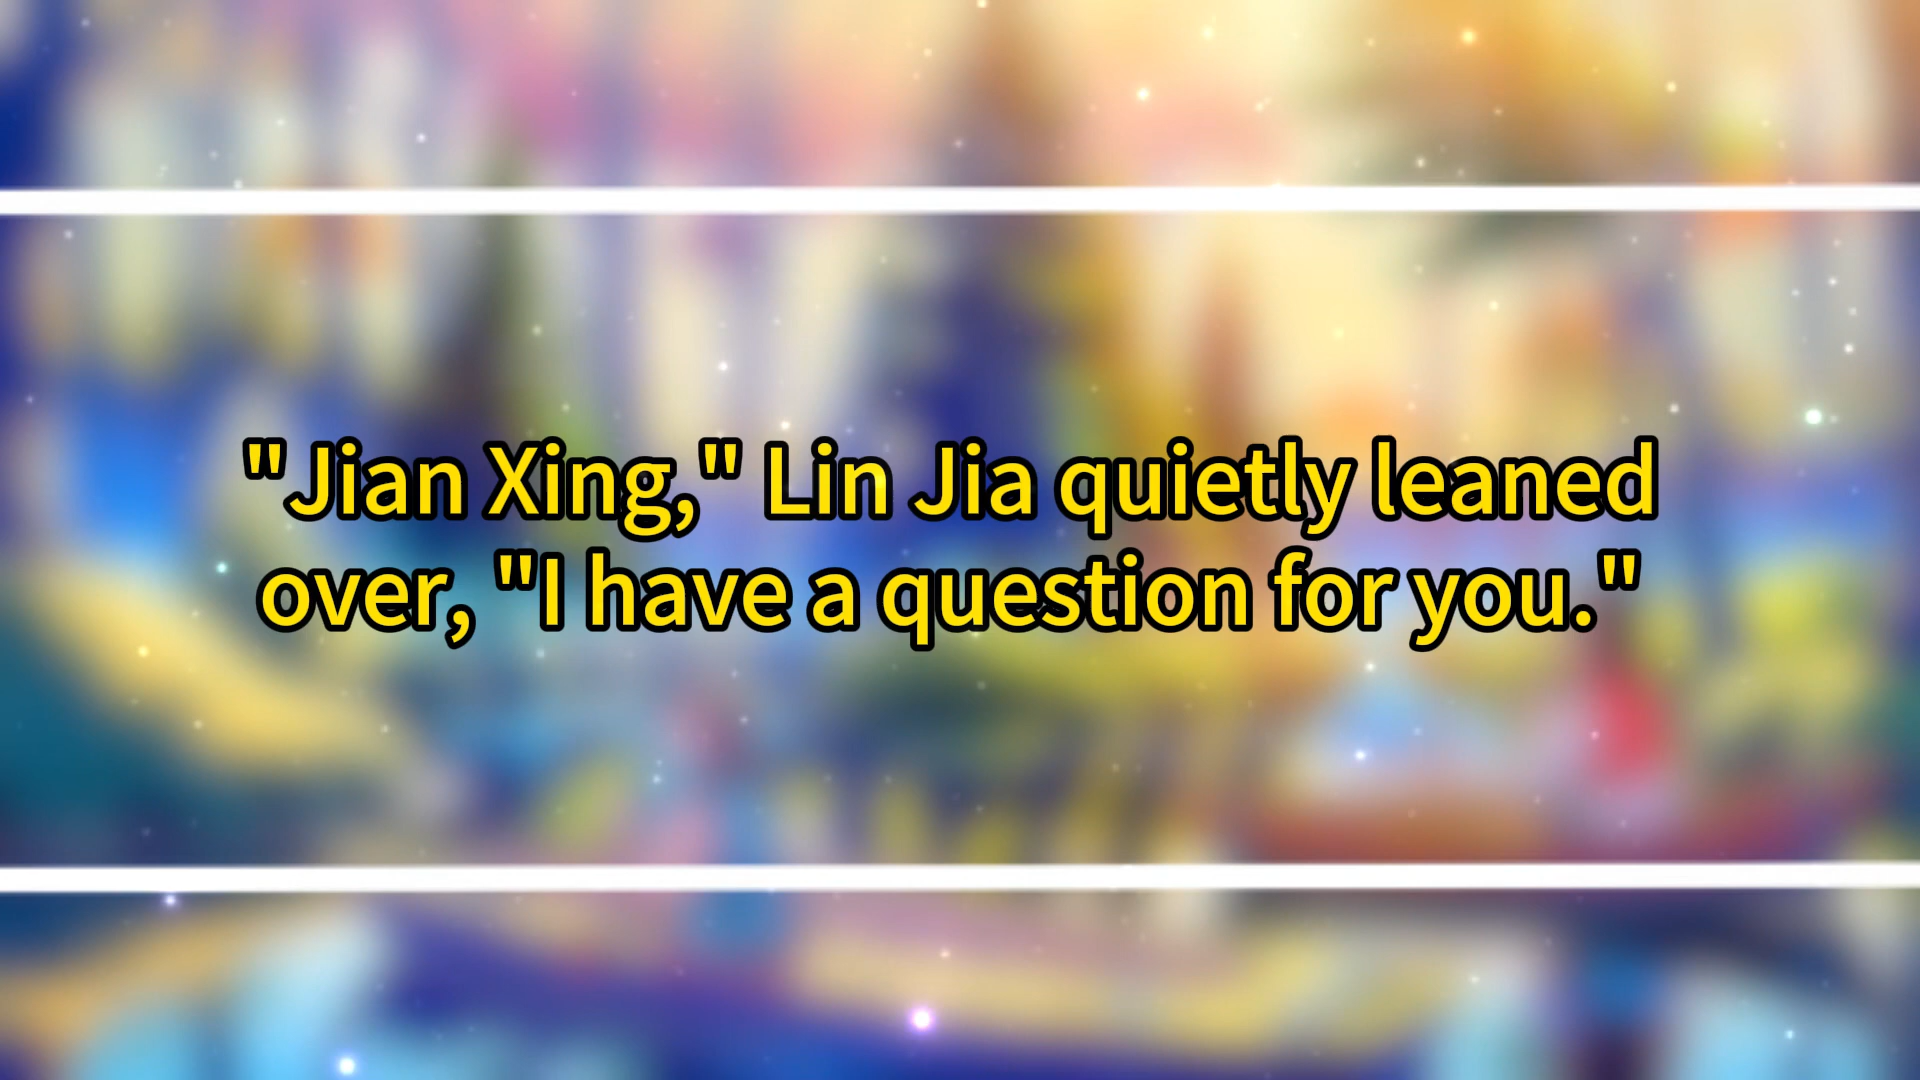 "Jian Xing," Lin Jia quietly leaned
over, "I have a question for you."